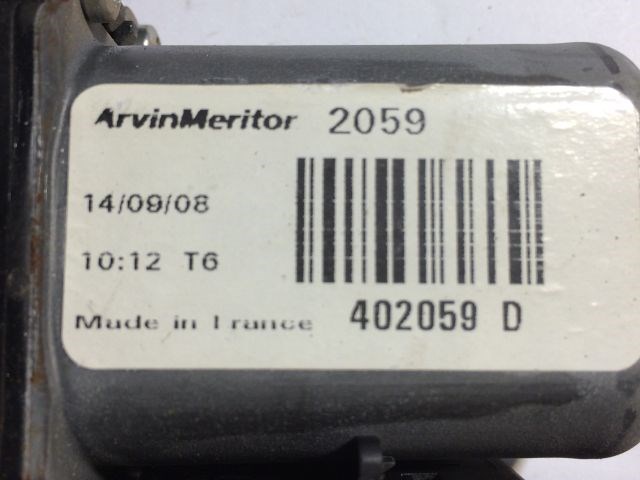 ArvinMeritor 2059
14/09/08
10:12 T6
Made in France 402059 D